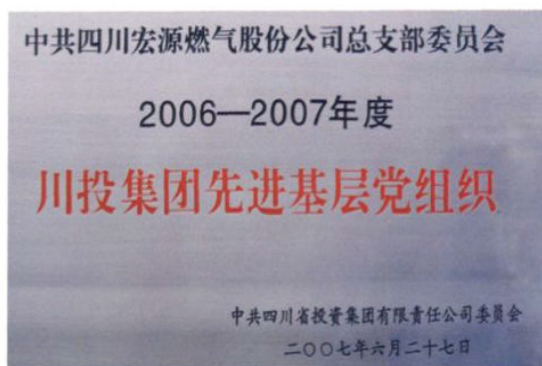 中共四川宏源燃气股份公司总支部委员会
2006—2007年度
川投集团先进基层党组织
中共四川省投资集团有限责任公司委员会
二〇〇七年六月二十七日